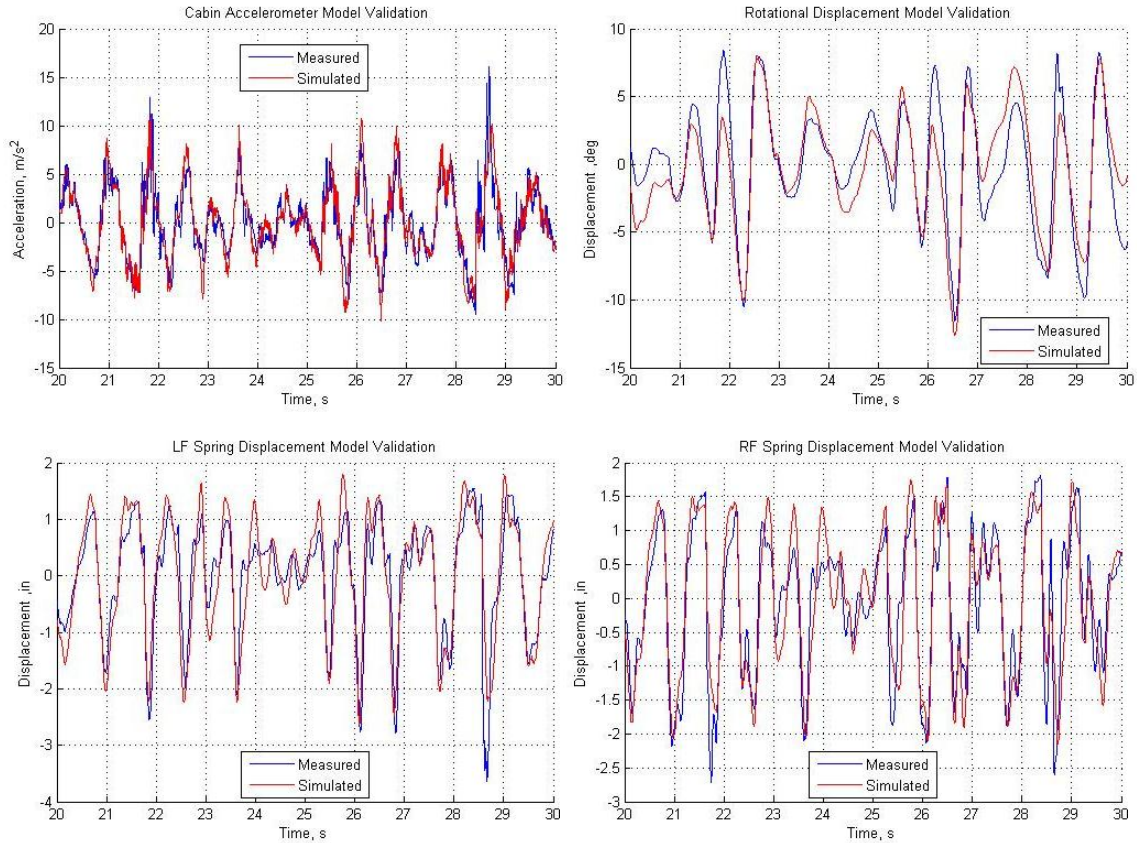 Cabin Accelerometer Model Validation
20
15
10
5
0
-5
-10
-15
Acceleration, m/s²
Measured
Simulated
20 21 22 23 24 25 26 27 28 29 30
Time, s
Rotational Displacement Model Validation
10
5
0
-5
-10
-15
Displacement ,deg
Measured
Simulated
20 21 22 23 24 25 26 27 28 29 30
Time, s
LF Spring Displacement Model Validation
2
1
0
-1
-2
-3
-4
Displacement ,in
Measured
Simulated
20 21 22 23 24 25 26 27 28 29 30
Time, s
RF Spring Displacement Model Validation
2
1.5
1
0.5
0
-0.5
-1
-1.5
-2
-2.5
-3
Displacement ,in
Measured
Simulated
20 21 22 23 24 25 26 27 28 29 30
Time, s